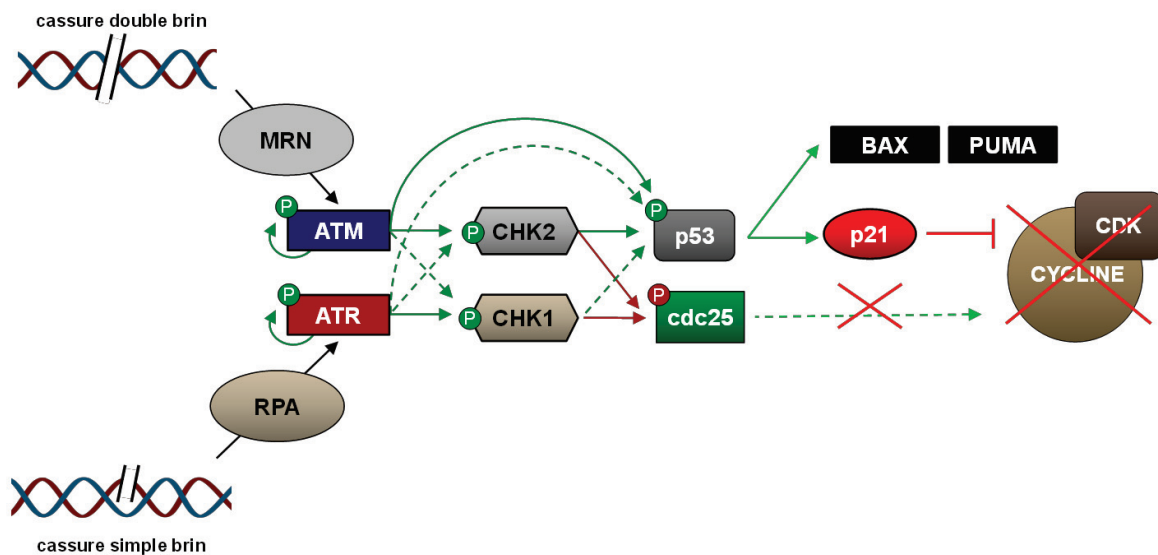 cassure double brin
MRN
BAX
PUMA
P
ATM
P
CHK2
P
p53
p21
CDK
CYCLINE
P
ATR
P
CHK1
P
cdc25
RPA
cassure simple brin